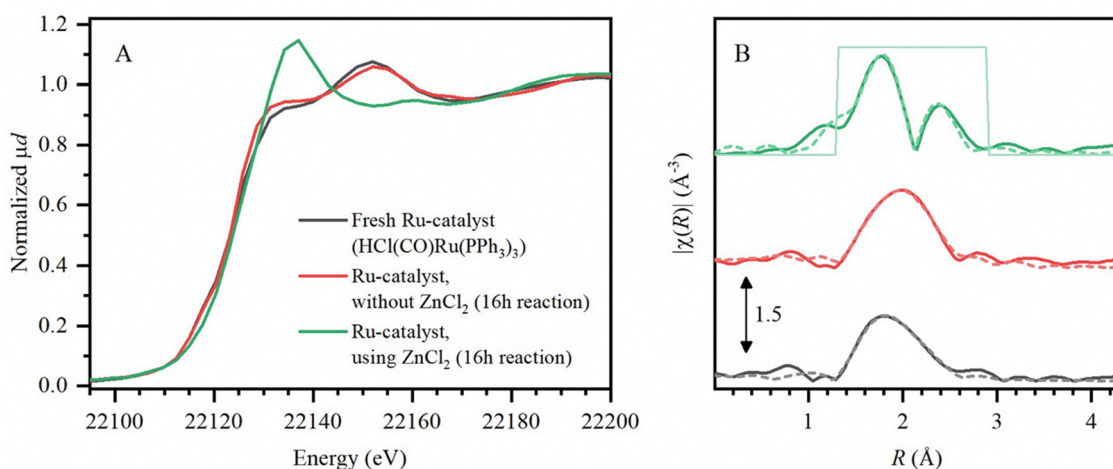 A
Normalized μd
1.2
1.0
0.8
0.6
0.4
0.2
0.0
Fresh Ru-catalyst
(HCl(CO)Ru(PPh₃)₃)
Ru-catalyst,
without ZnCl₂ (16h reaction)
Ru-catalyst,
using ZnCl₂ (16h reaction)
22100 22120 22140 22160 22180 22200
Energy (eV)
B
|χ(R)| (Å⁻³)
1.5
1 2 3 4
R (Å)